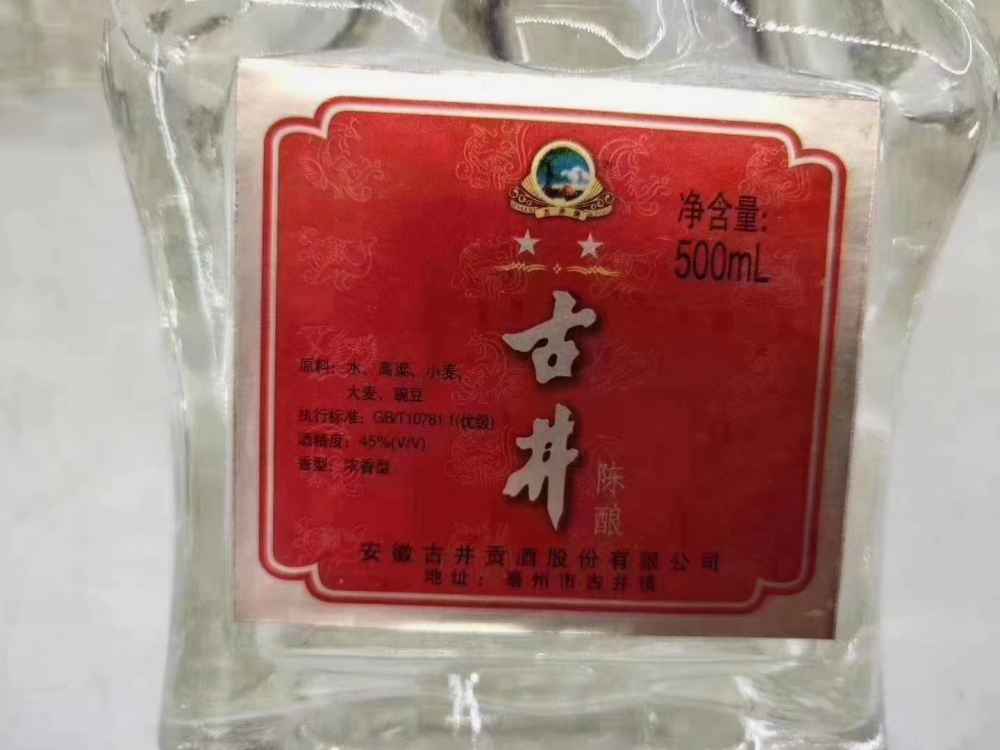 净含量:
500mL
古井
陈酿
原料：水、高粱、小麦、
大麦、豌豆
执行标准：GB/T10781.1(优级)
酒精度：45%(V/V)
香型：浓香型
安徽古井贡酒股份有限公司
地址：亳州市古井镇